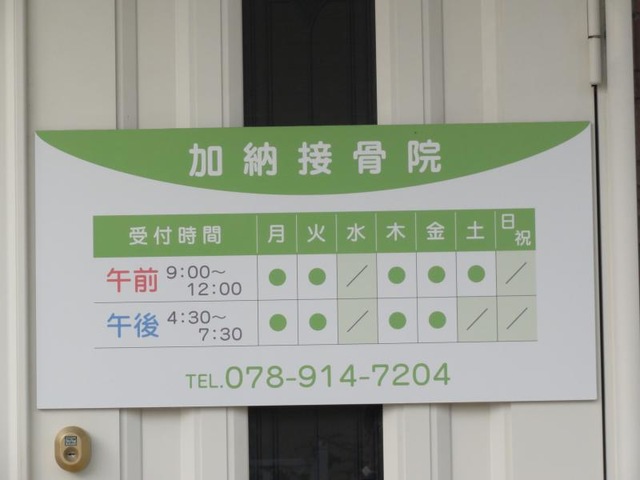 加納接骨院
受付時間 月 火 水 木 金 土 日祝
午前 9:00〜12:00 ● ● ／ ● ● ● ／
午後 4:30〜7:30 ● ● ／ ● ● ／ ／
TEL.078-914-7204